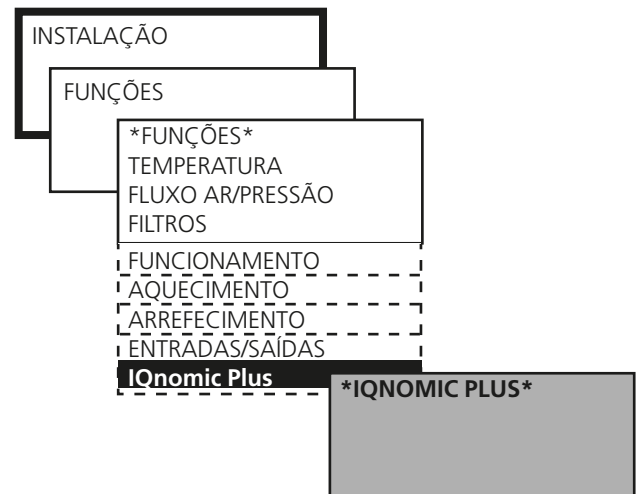 INSTALAÇÃO
FUNÇÕES
*FUNÇÕES*
TEMPERATURA
FLUXO AR/PRESSÃO
FILTROS
FUNCIONAMENTO
AQUECIMENTO
ARREFECIMENTO
ENTRADAS/SAÍDAS
IQnomic Plus
*IQNOMIC PLUS*